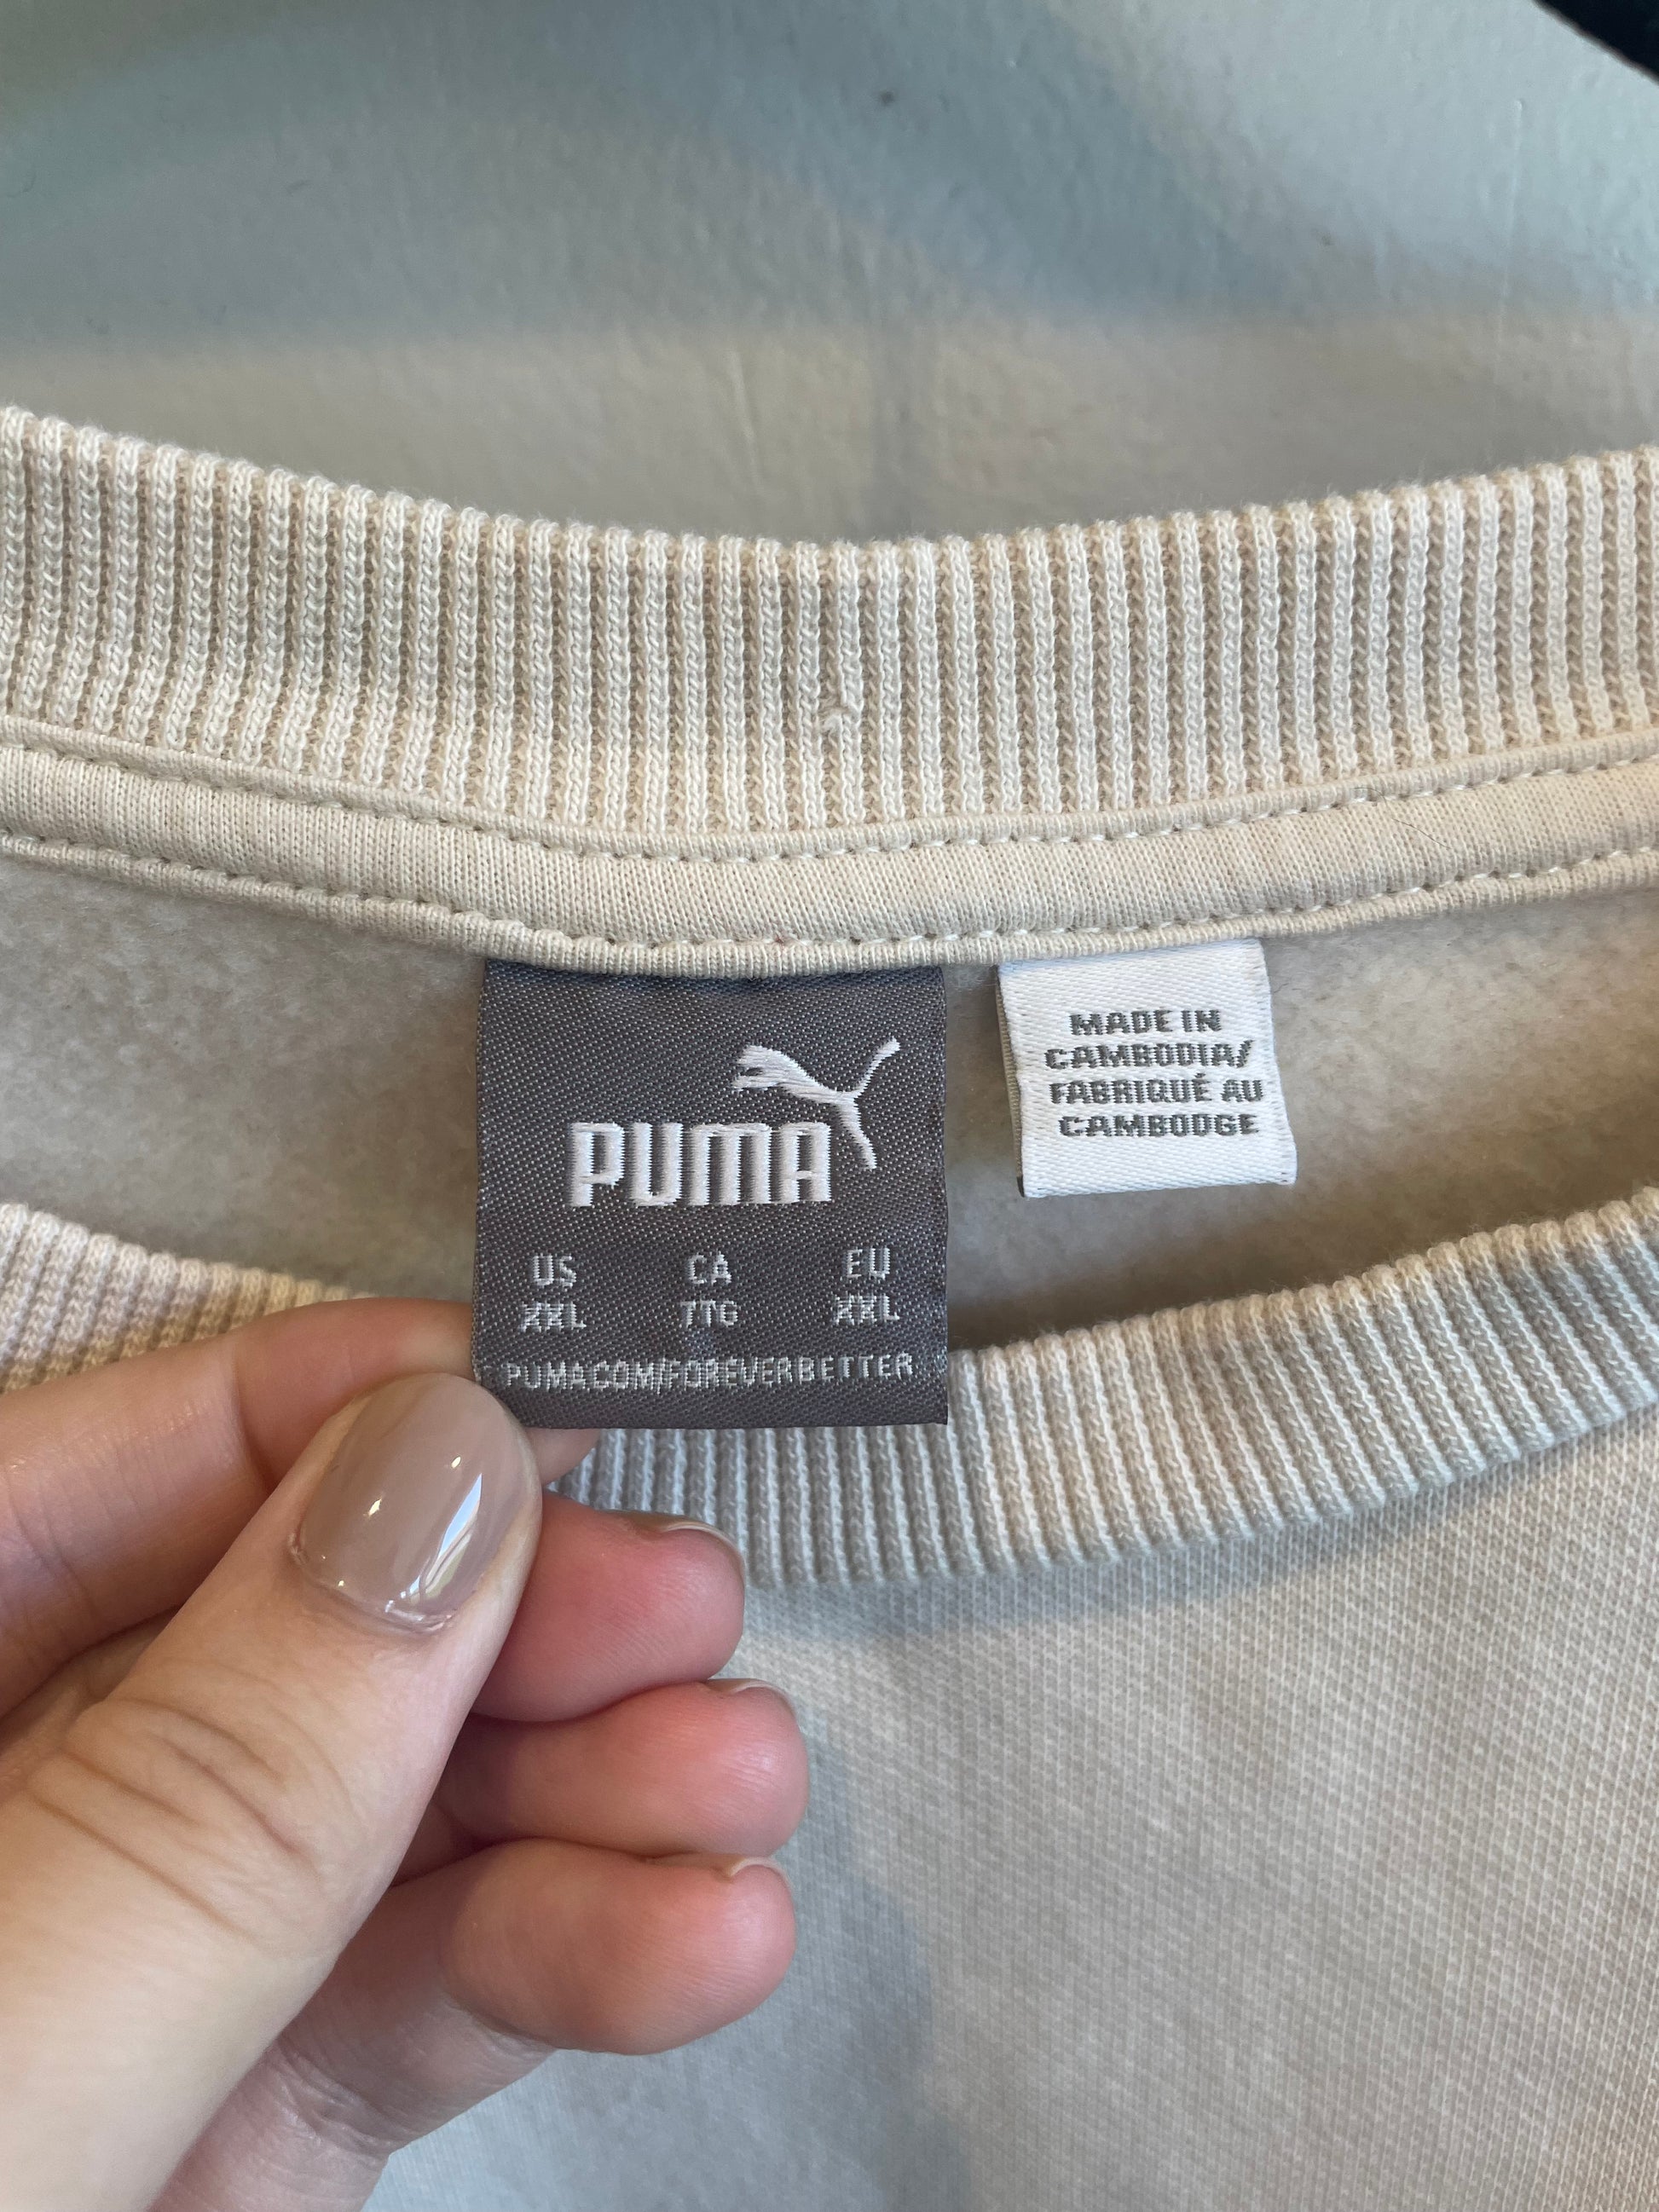 PUMA
US CA EU
XXL TTG XXL
PUMA.COM/FOREVERBETTER
MADE IN
CAMBODIA/
FABRIQUÉ AU
CAMBODGE